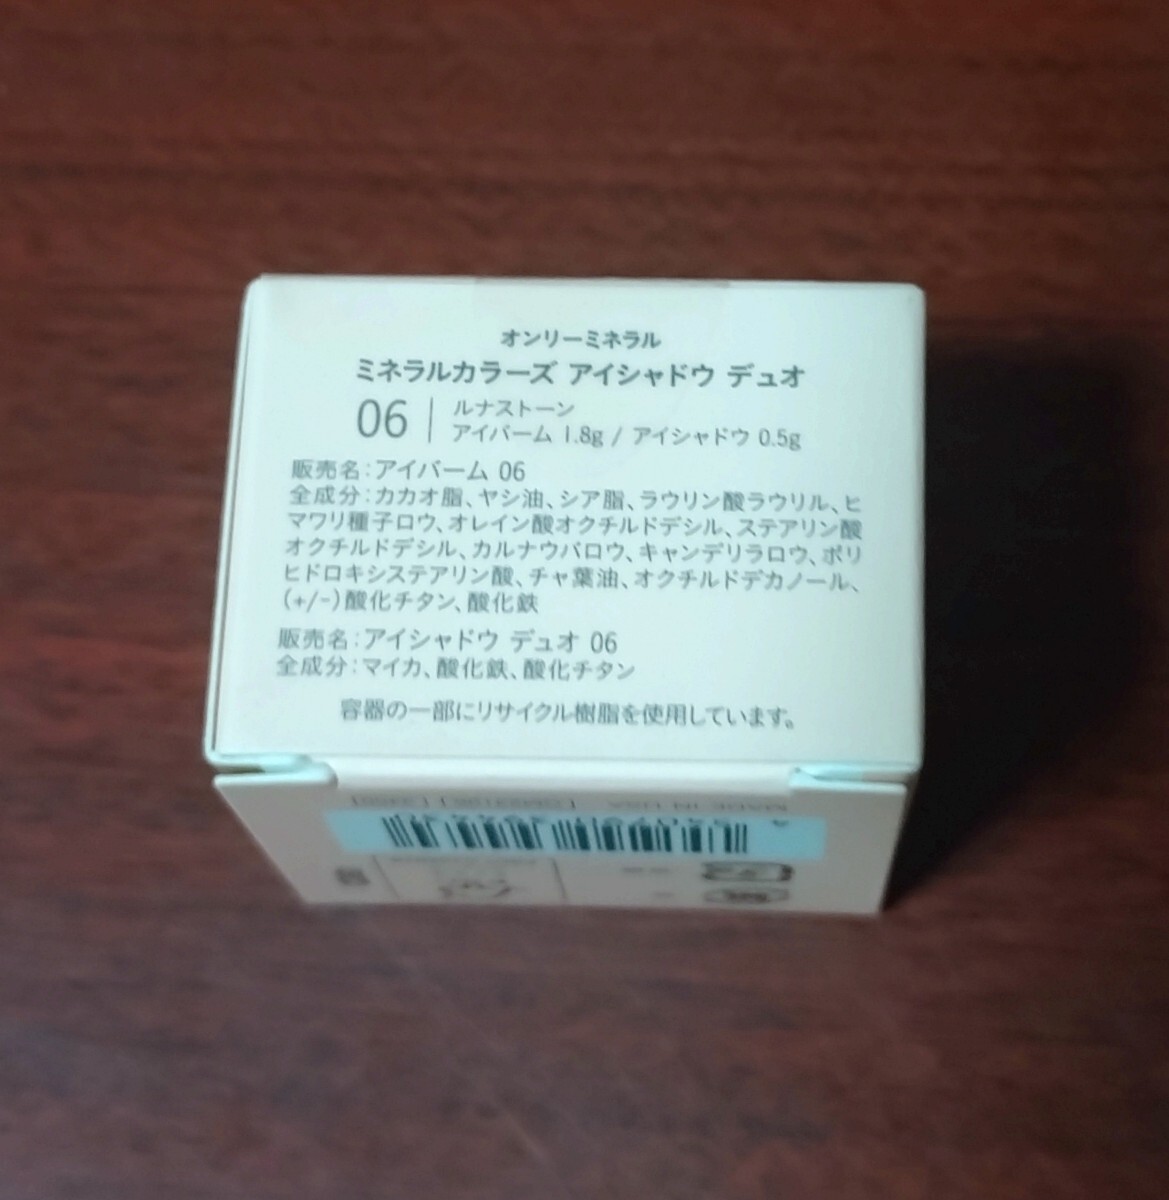 オンリーミネラル
ミネラルカラーズ アイシャドウ デュオ
06 ルナストーン
アイバーム 1.8g / アイシャドウ 0.5g
販売名：アイバーム 06
全成分：カカオ脂、ヤシ油、シア脂、ラウリン酸ラウリル、ヒ
マワリ種子ロウ、オレイン酸オクチルドデシル、ステアリン酸
オクチルドデシル、カルナウバロウ、キャンデリラロウ、ポリ
ヒドロキシステアリン酸、チャ葉油、オクチルドデカノール、
(+/-)酸化チタン、酸化鉄
販売名：アイシャドウ デュオ 06
全成分：マイカ、酸化鉄、酸化チタン
容器の一部にリサイクル樹脂を使用しています。
MADE IN USA